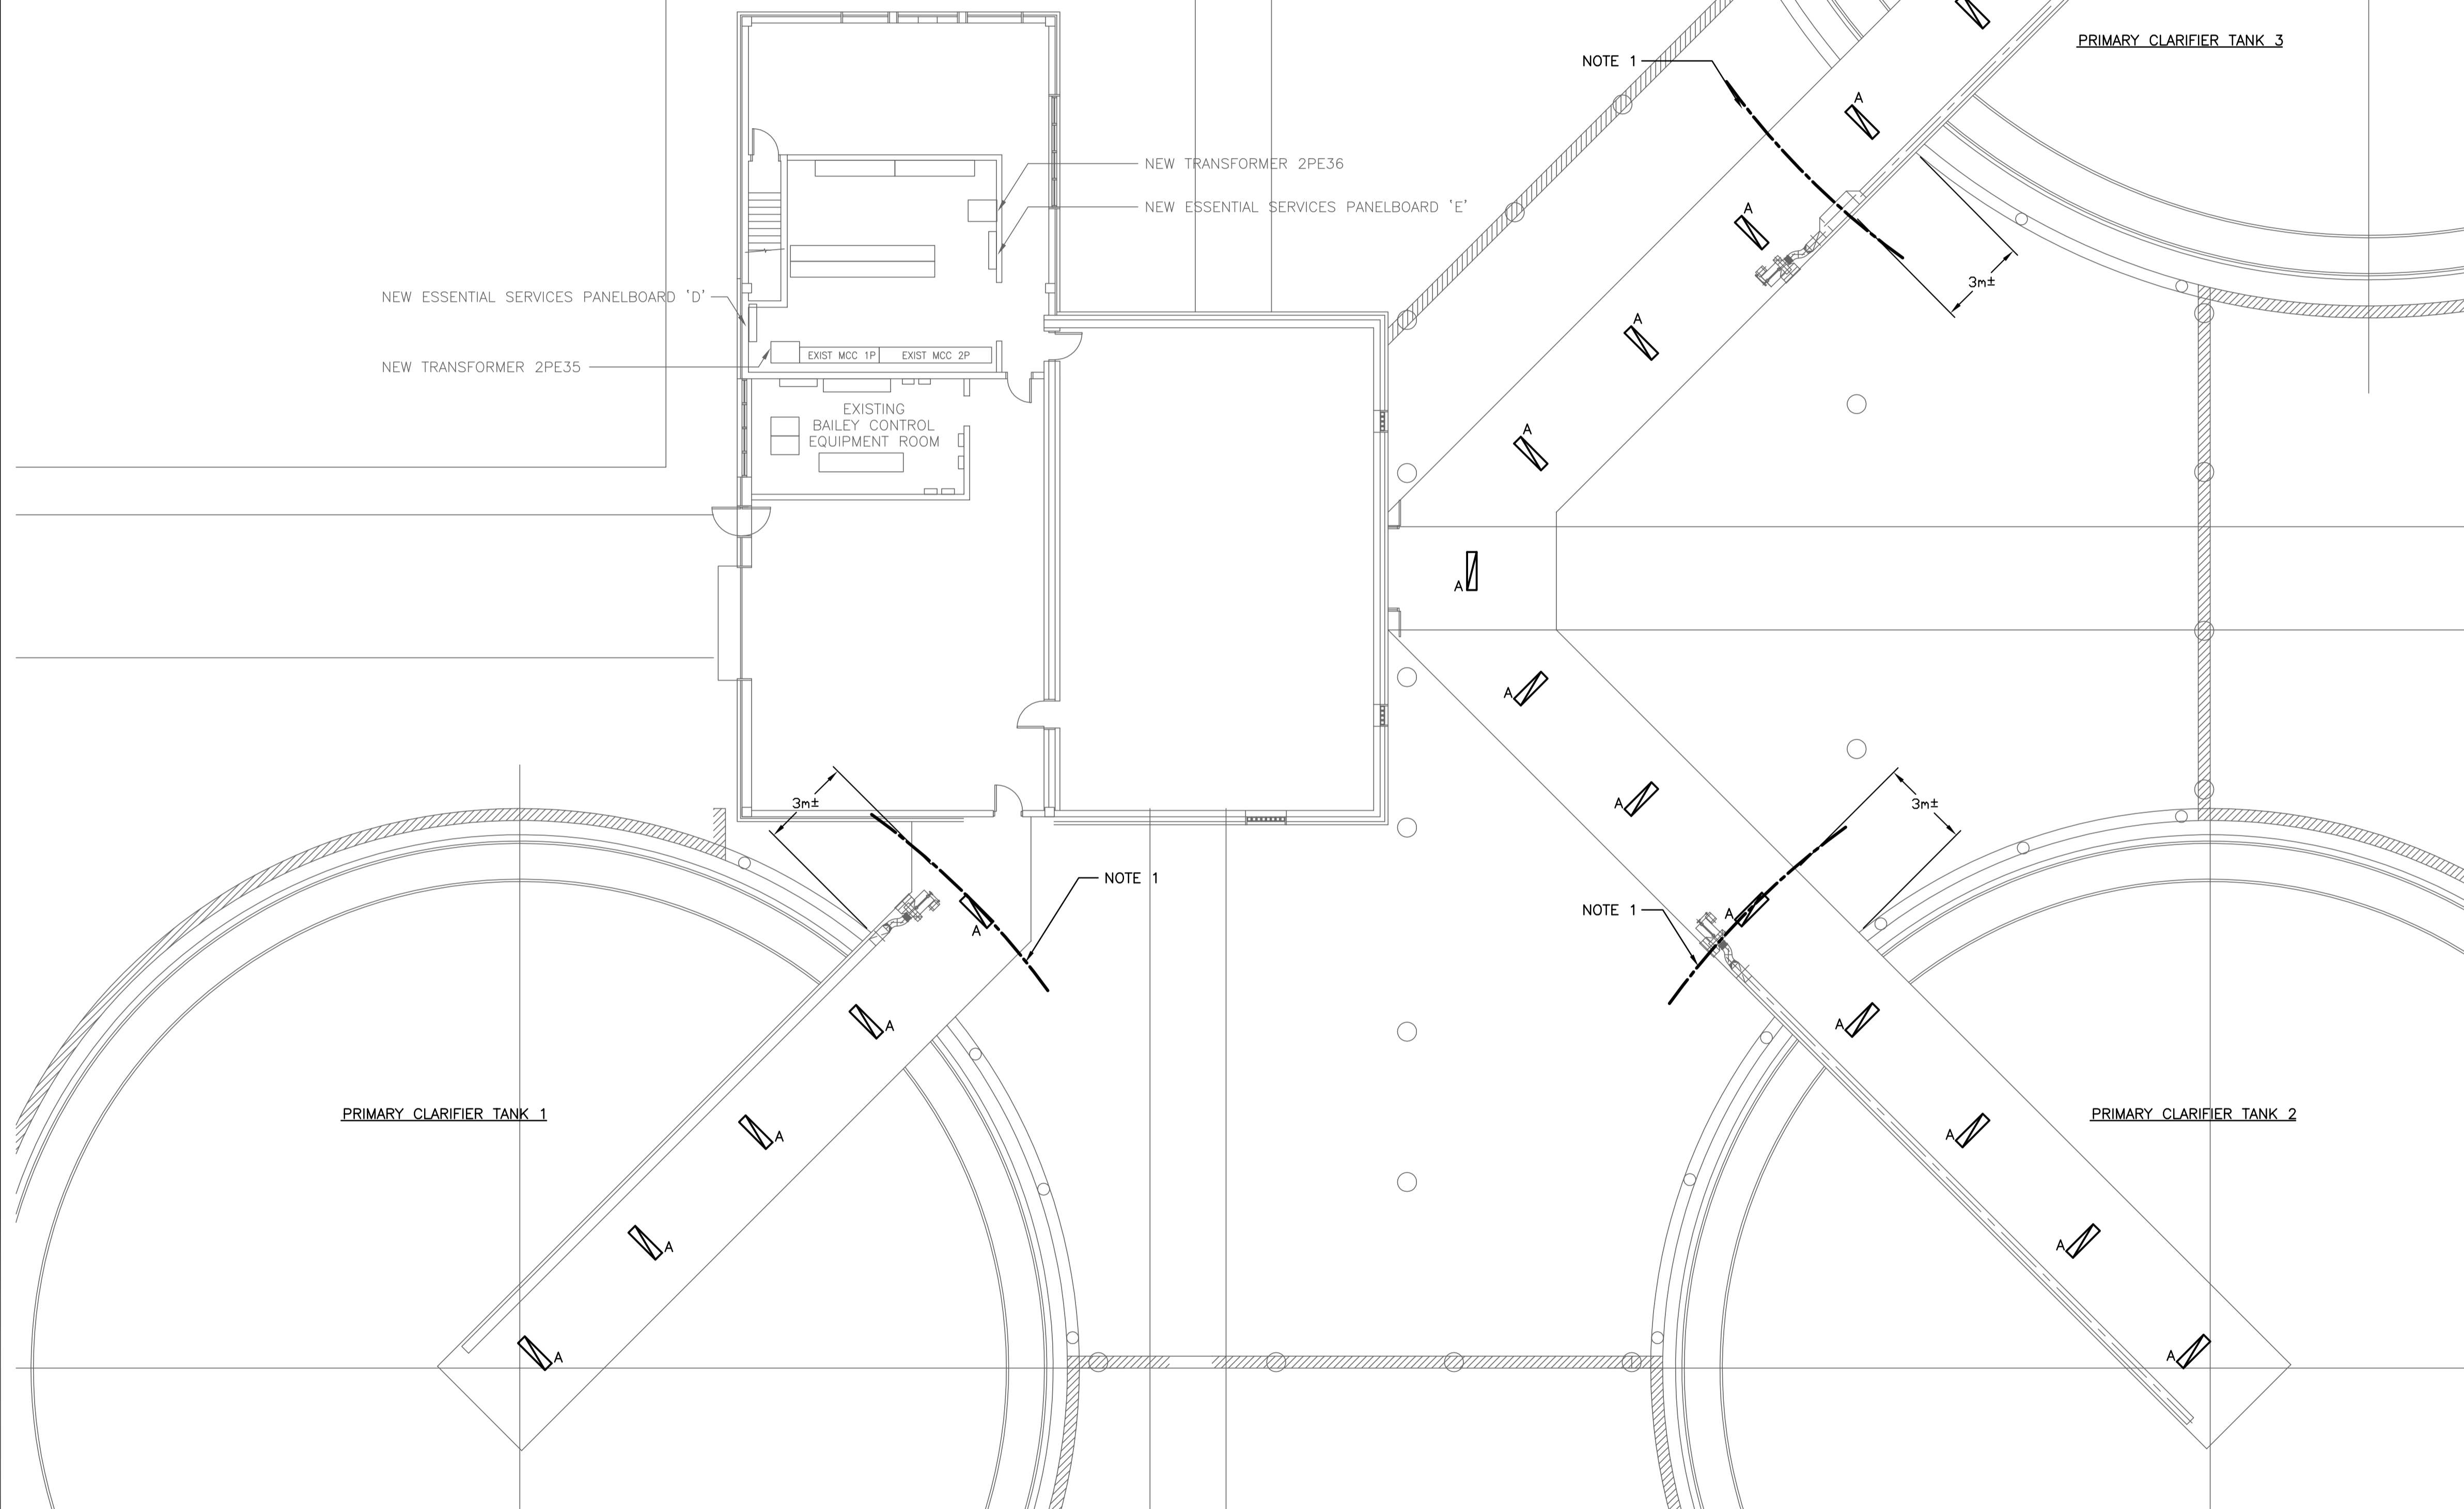 PRIMARY CLARIFIER TANK 3
NOTE 1
A
A
NEW TRANSFORMER 2PE36
NEW ESSENTIAL SERVICES PANELBOARD 'E'
3m±
NEW ESSENTIAL SERVICES PANELBOARD 'D'
A
EXIST MCC 1P
EXIST MCC 2P
NEW TRANSFORMER 2PE35
EXISTING
BAILEY CONTROL
EQUIPMENT ROOM
A
A
A
A
3m±
3m±
NOTE 1
NOTE 1
A
A
A
A
PRIMARY CLARIFIER TANK 1
PRIMARY CLARIFIER TANK 2
A
A
A
A
A
A